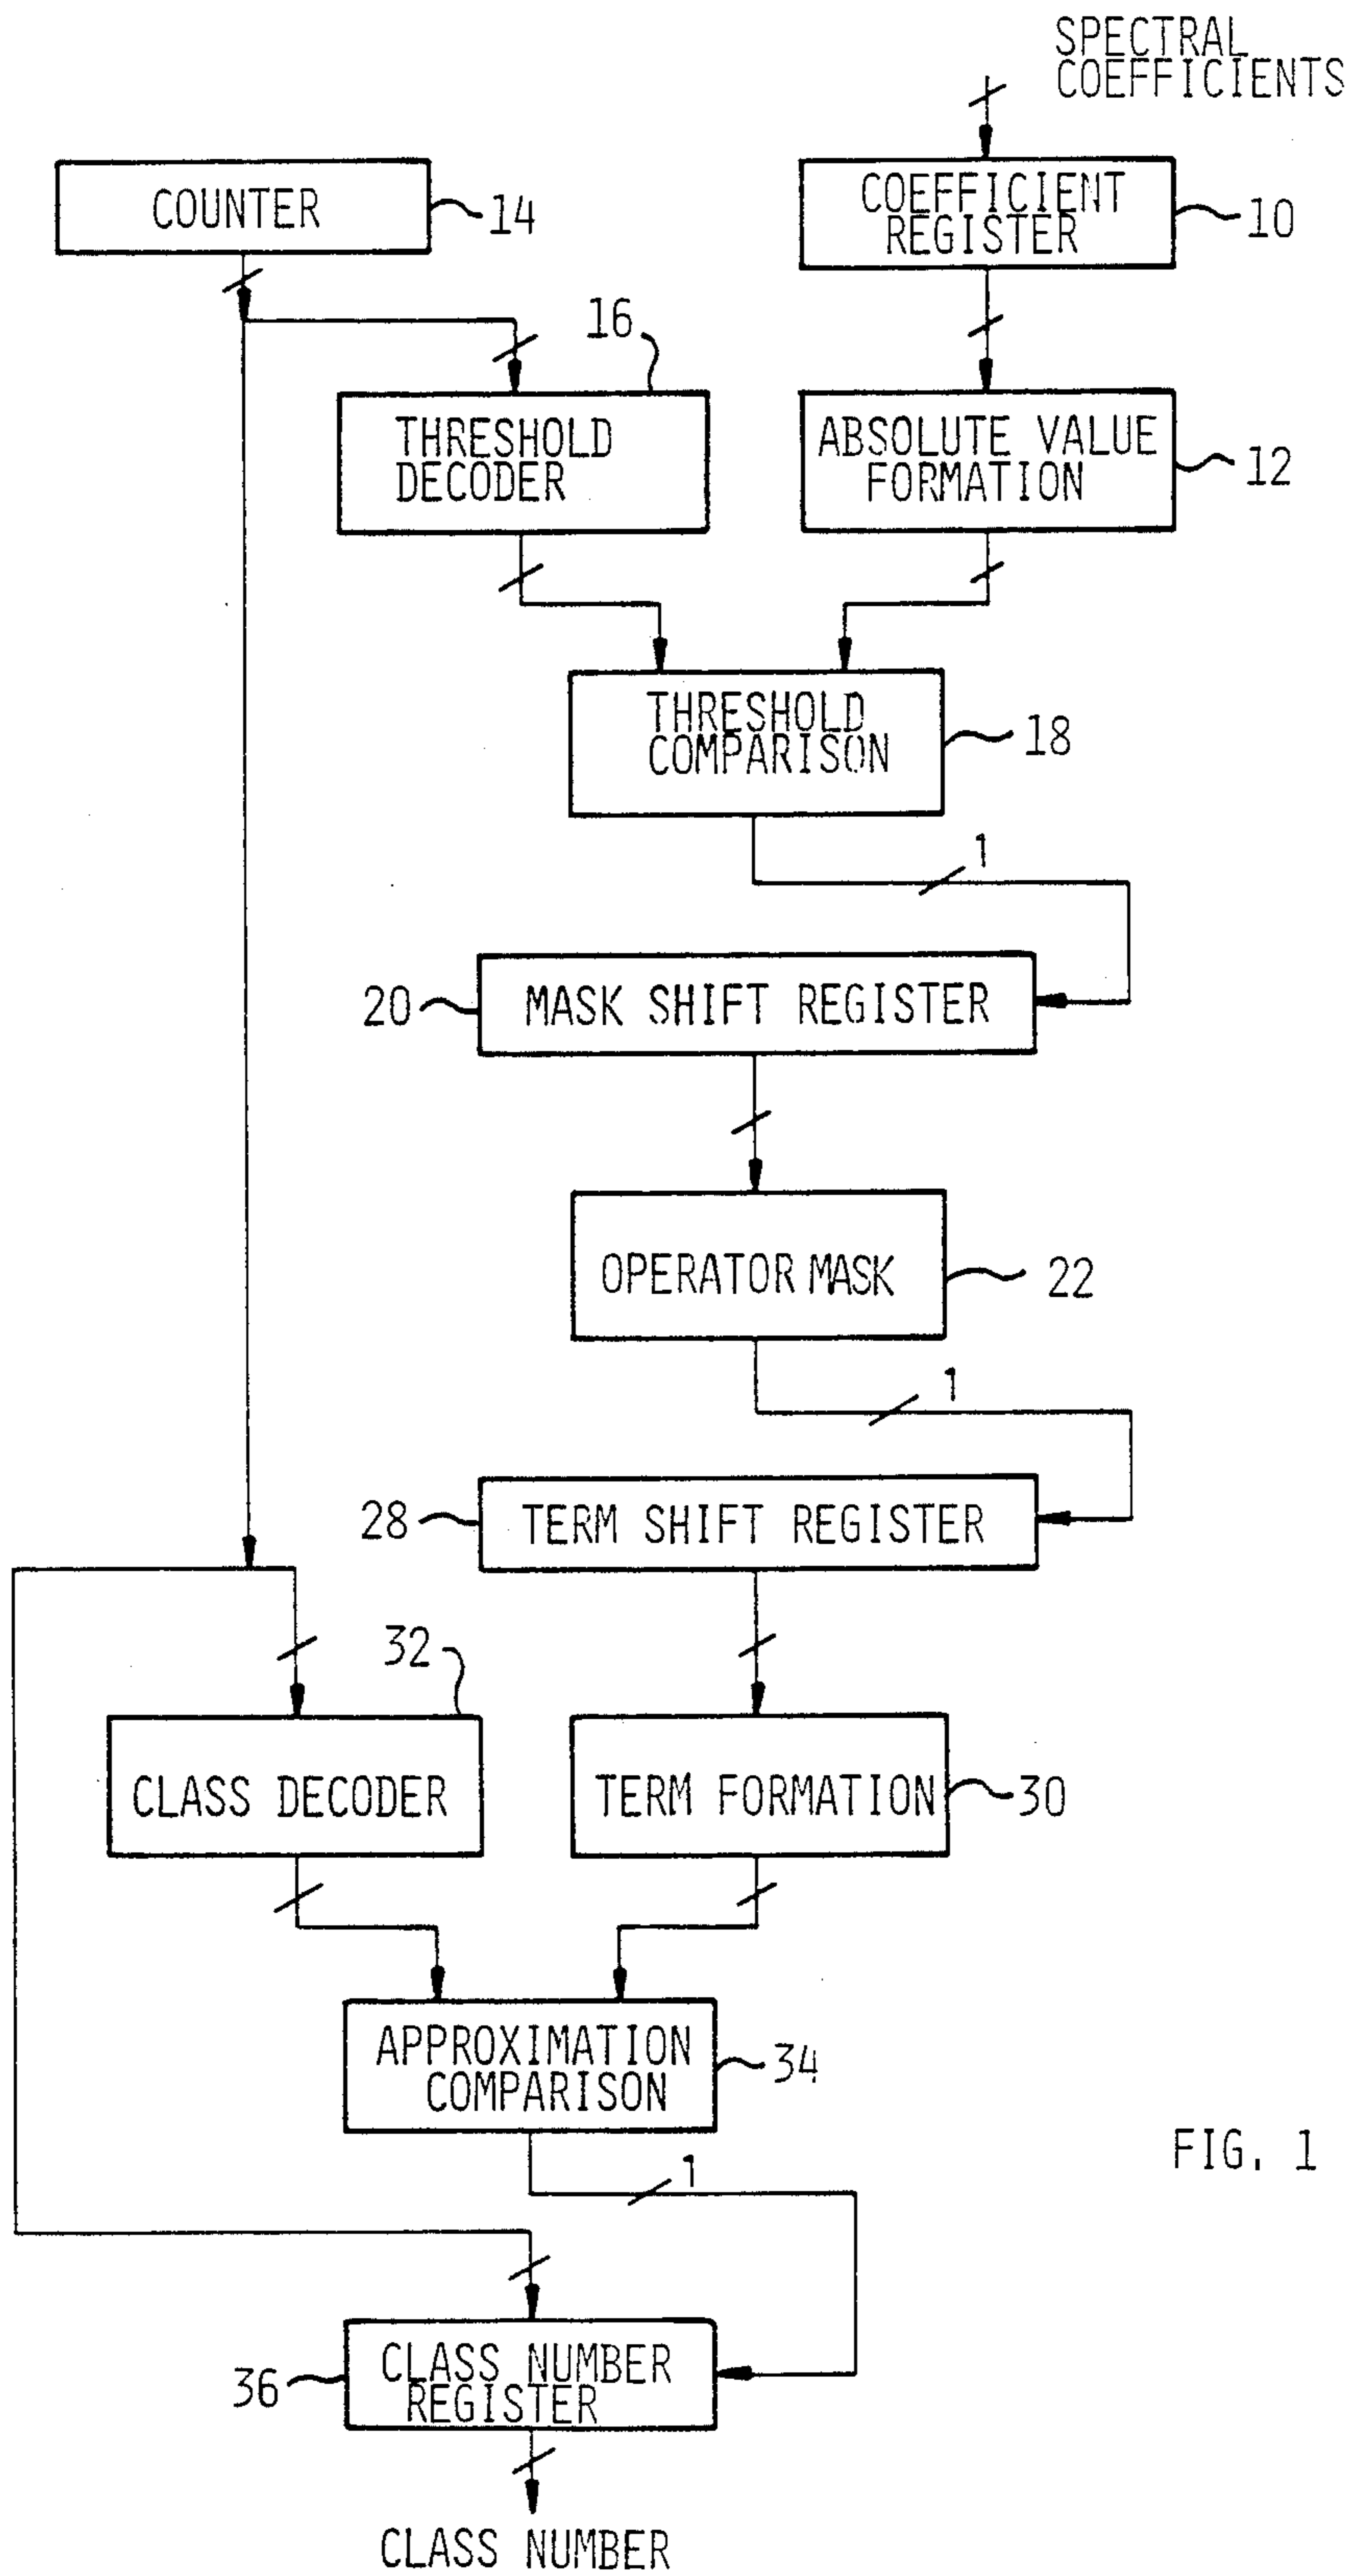 SPECTRAL
COEFFICIENTS
COUNTER
14
COEFFICIENT
REGISTER
10
16
THRESHOLD
DECODER
ABSOLUTE VALUE
FORMATION
12
THRESHOLD
COMPARISON
18
1
20
MASK SHIFT REGISTER
OPERATOR MASK
22
1
28
TERM SHIFT REGISTER
32
CLASS DECODER
TERM FORMATION
30
APPROXIMATION
COMPARISON
34
FIG. 1
1
36
CLASS NUMBER
REGISTER
CLASS NUMBER